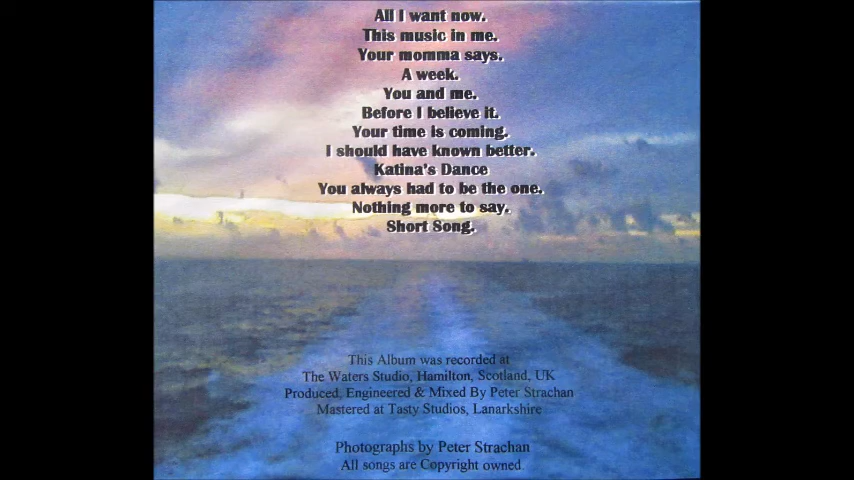 All I want now.
This music in me.
Your momma says.
A week.
You and me.
Before I believe it.
Your time is coming.
I should have known better.
Katina's Dance
You always had to be the one.
Nothing more to say.
Short Song.
This Album was recorded at
The Waters Studio, Hamilton, Scotland, UK
Produced, Engineered & Mixed By Peter Strachan
Mastered at Tasty Studios, Lanarkshire
Photographs by Peter Strachan
All songs are Copyright owned